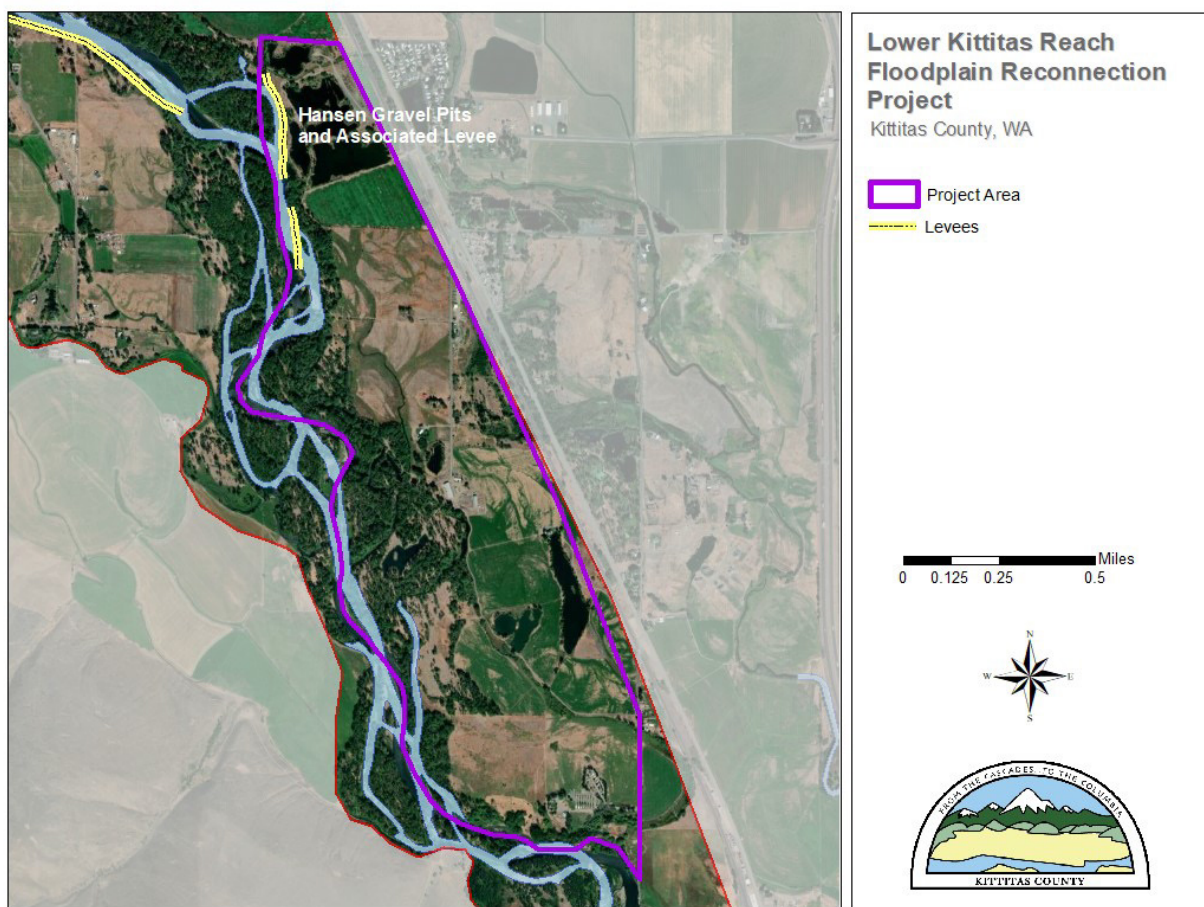 Hansen Gravel Pits
and Associated Levee
Lower Kittitas Reach
Floodplain Reconnection
Project
Kittitas County, WA
Project Area
Levees
Miles
0 0.125 0.25 0.5
N
W E
S
FROM THE CASCADES TO THE COLUMBIA
KITTITAS COUNTY